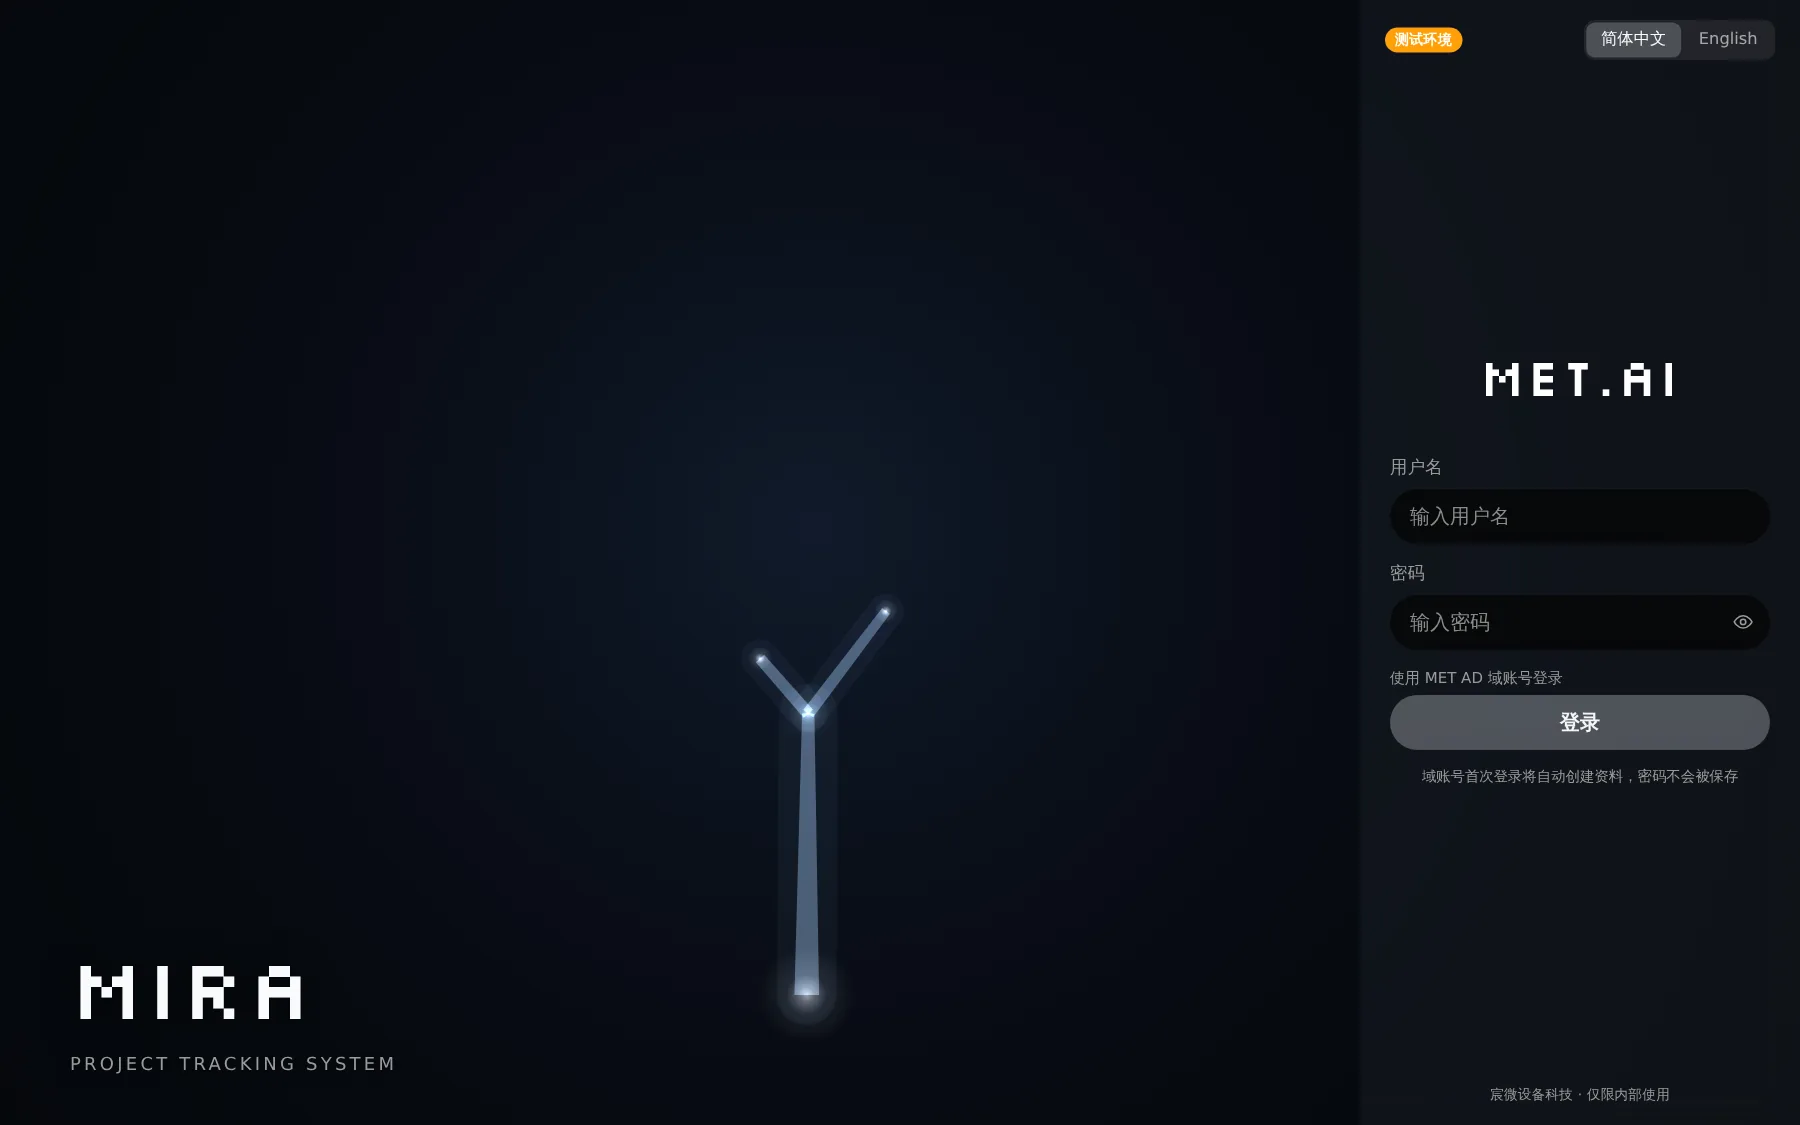 测试环境
简体中文 English
MET.AI
用户名
输入用户名
密码
输入密码
使用 MET AD 域账号登录
登录
域账号首次登录将自动创建资料，密码不会被保存
MIRA
PROJECT TRACKING SYSTEM
宸微设备科技 · 仅限内部使用